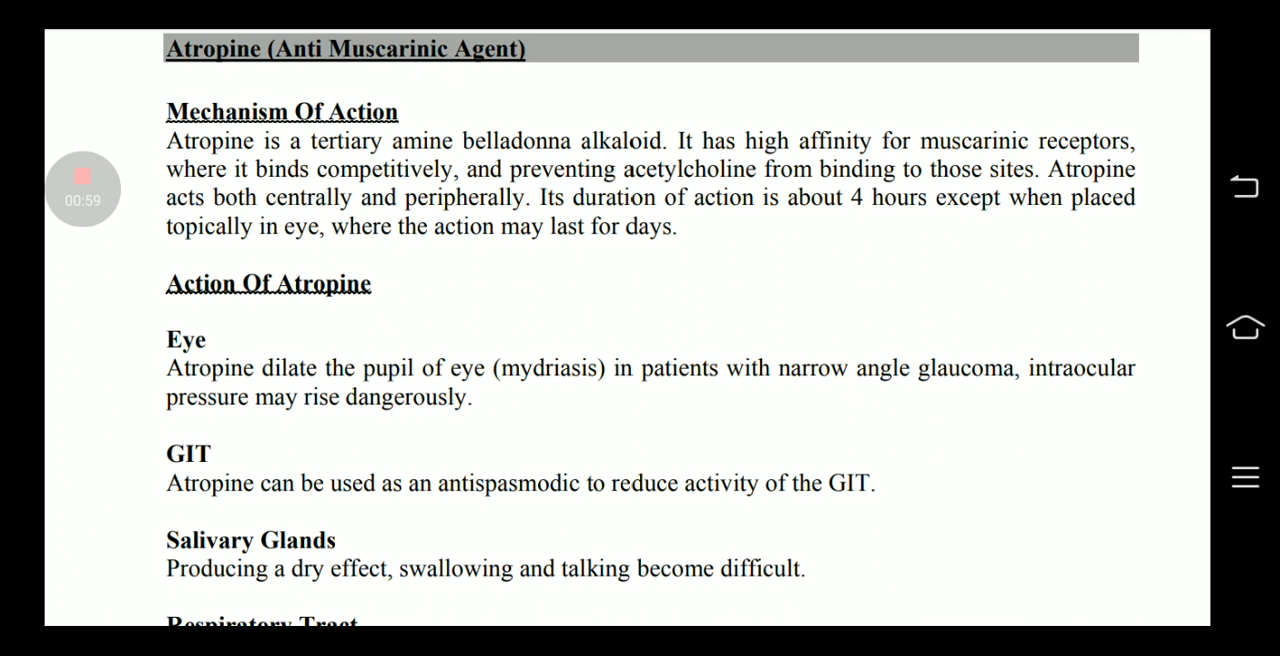 Atropine (Anti Muscarinic Agent)
Mechanism Of Action
Atropine is a tertiary amine belladonna alkaloid. It has high affinity for muscarinic receptors,
where it binds competitively, and preventing acetylcholine from binding to those sites. Atropine
acts both centrally and peripherally. Its duration of action is about 4 hours except when placed
topically in eye, where the action may last for days.
00:59
Action Of Atropine
Eye
Atropine dilate the pupil of eye (mydriasis) in patients with narrow angle glaucoma, intraocular
pressure may rise dangerously.
GIT
Atropine can be used as an antispasmodic to reduce activity of the GIT.
Salivary Glands
Producing a dry effect, swallowing and talking become difficult.
Respiratory Tract